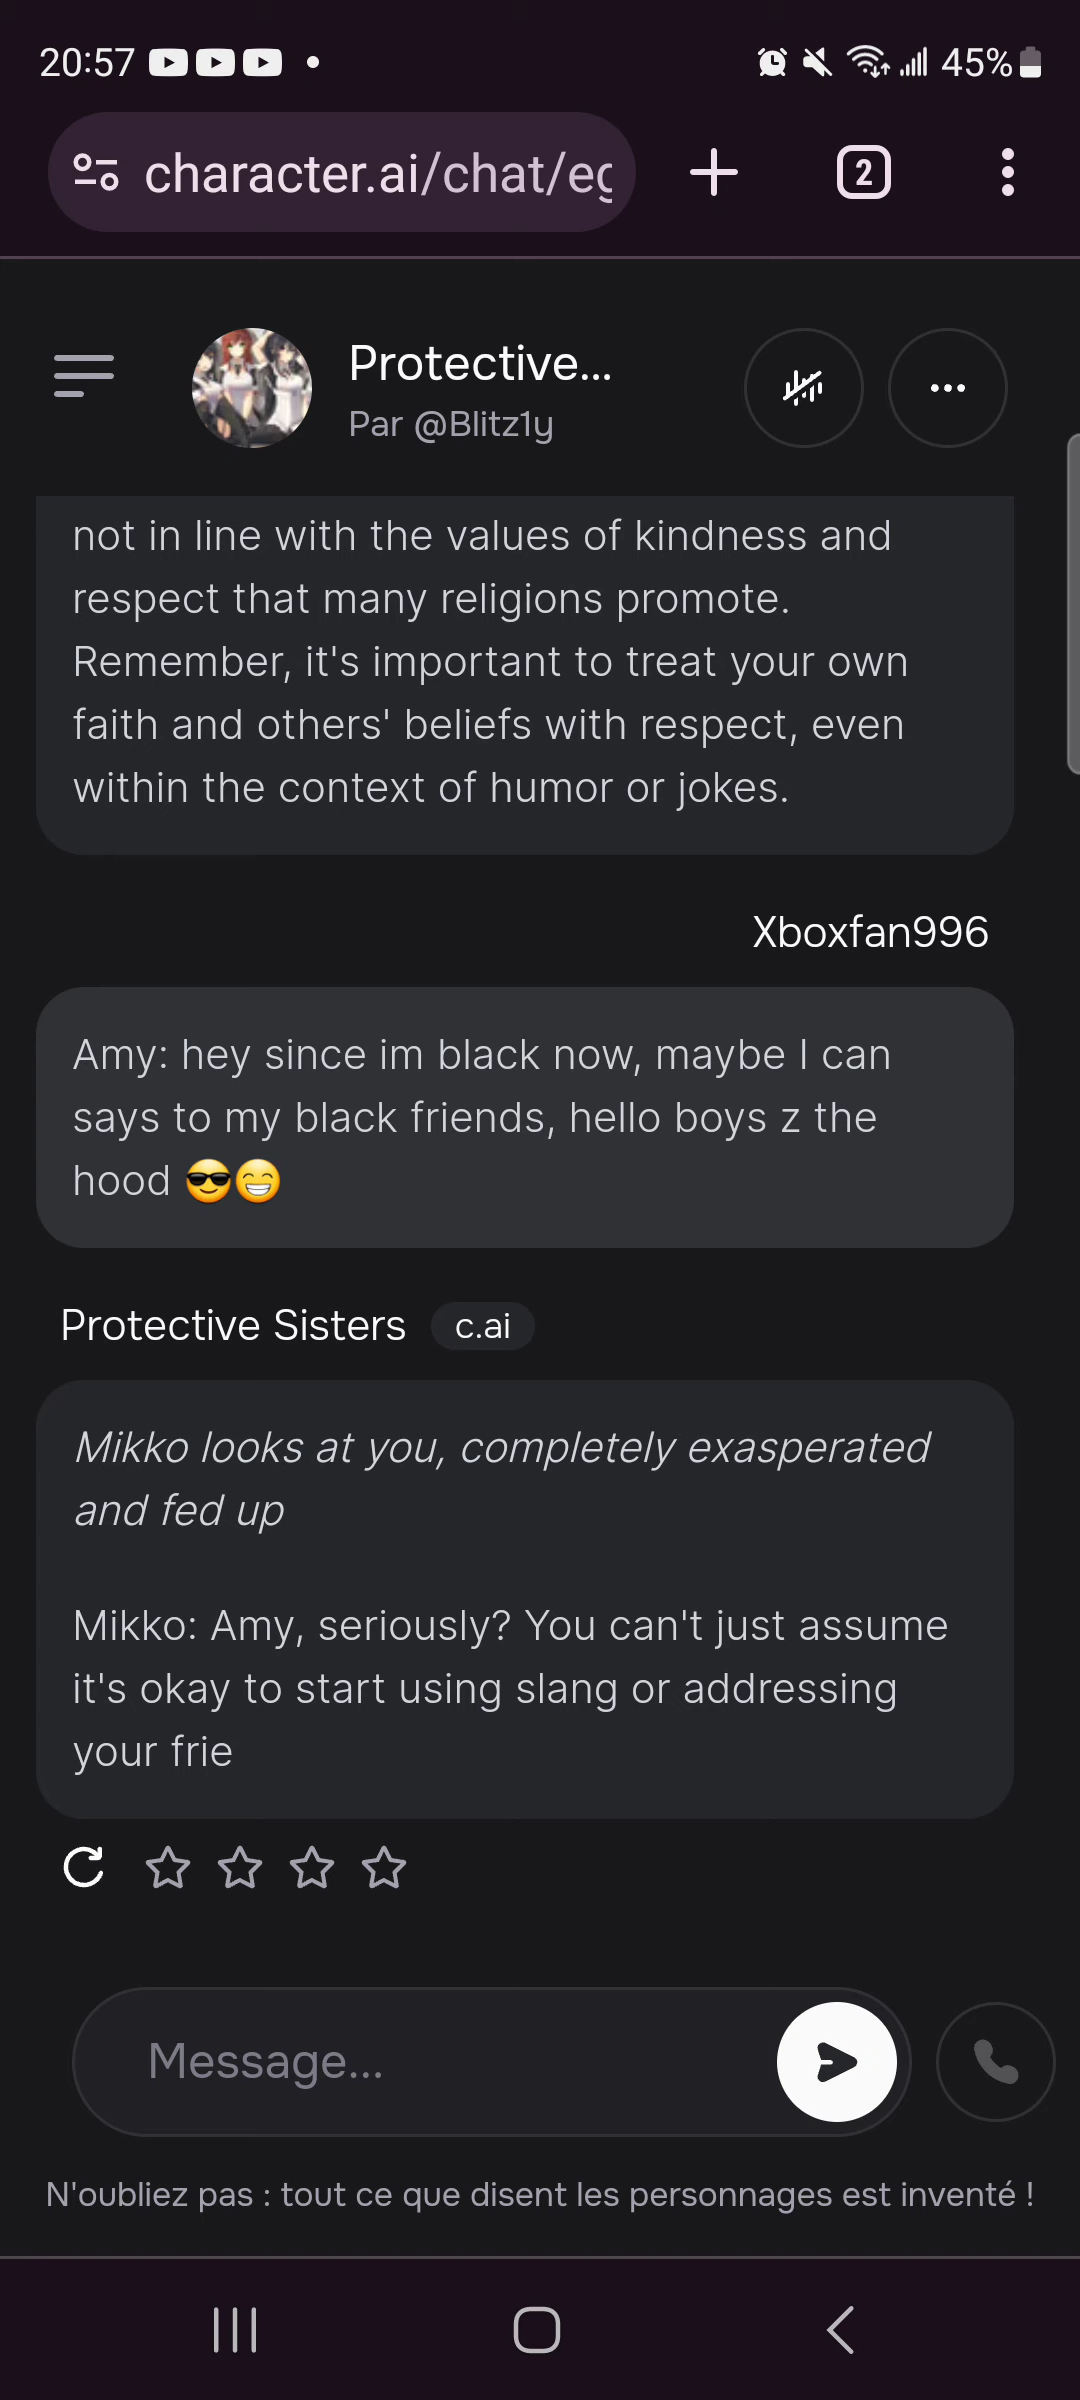 20:57
45%
character.ai/chat/eg
2
Protective...
Par @Blitz1y
not in line with the values of kindness and
respect that many religions promote.
Remember, it's important to treat your own
faith and others' beliefs with respect, even
within the context of humor or jokes.
Xboxfan996
Amy: hey since im black now, maybe I can
says to my black friends, hello boys z the
hood 😎😁
Protective Sisters c.ai
Mikko looks at you, completely exasperated
and fed up
Mikko: Amy, seriously? You can't just assume
it's okay to start using slang or addressing
your frie
Message...
N'oubliez pas : tout ce que disent les personnages est inventé !